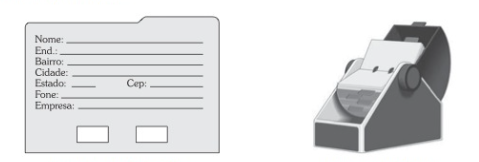 Nome:
End.:
Bairro:
Cidade:
Estado: Cep:
Fone:
Empresa: